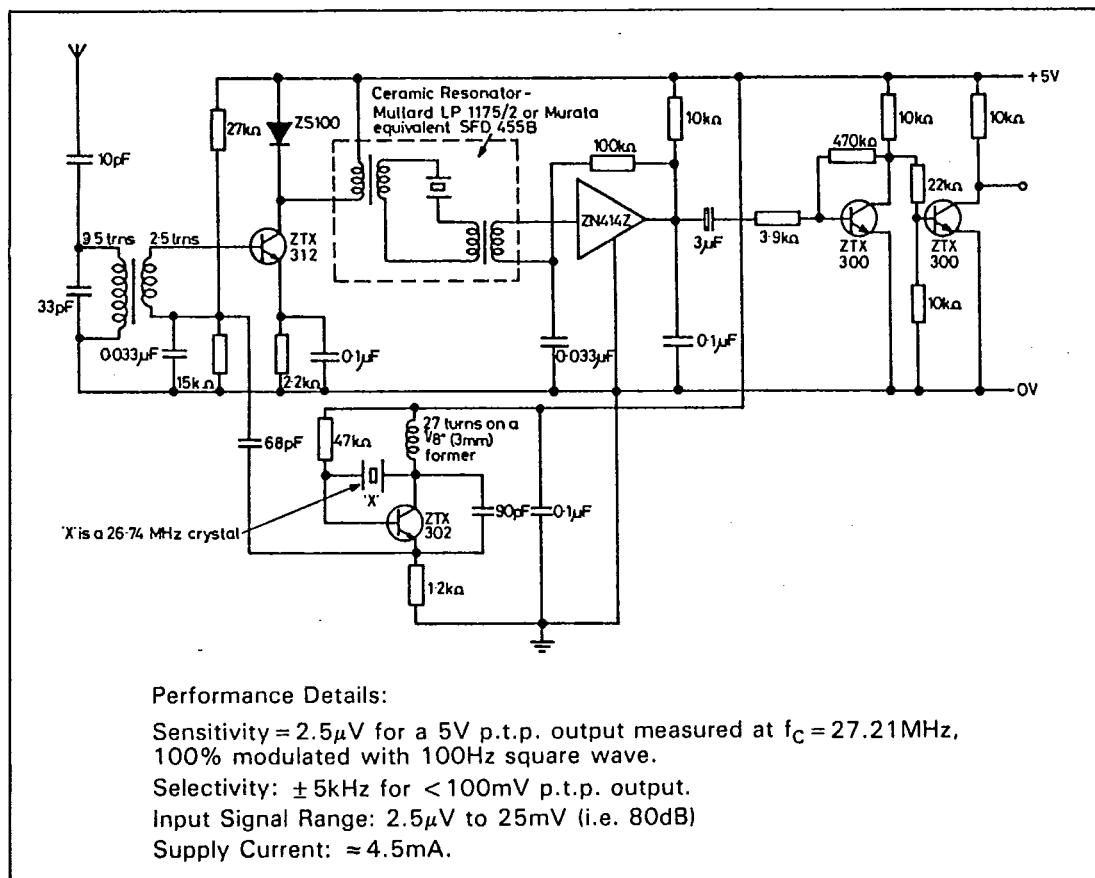 +5V
Ceramic Resonator-
Mullard LP 1175/2 or Murata
equivalent SFD 455B
27kΩ
ZS100
10kΩ
10kΩ
10kΩ
100kΩ
470kΩ
10pF
22kΩ
ZN414Z
9·5 trns
2·5 trns
ZTX
312
3μF
3·9kΩ
ZTX
300
ZTX
300
33pF
10kΩ
0·033μF
15kΩ
2·2kΩ
0·1μF
0·033μF
0·1μF
0V
68pF
47kΩ
27 turns on a
1/8" (3mm)
former
'X'
90pF
0·1μF
'X' is a 26·74 MHz crystal
ZTX
302
1·2kΩ
Performance Details:
Sensitivity = 2.5μV for a 5V p.t.p. output measured at fC = 27.21MHz,
100% modulated with 100Hz square wave.
Selectivity: ± 5kHz for < 100mV p.t.p. output.
Input Signal Range: 2.5μV to 25mV (i.e. 80dB)
Supply Current: ≈ 4.5mA.